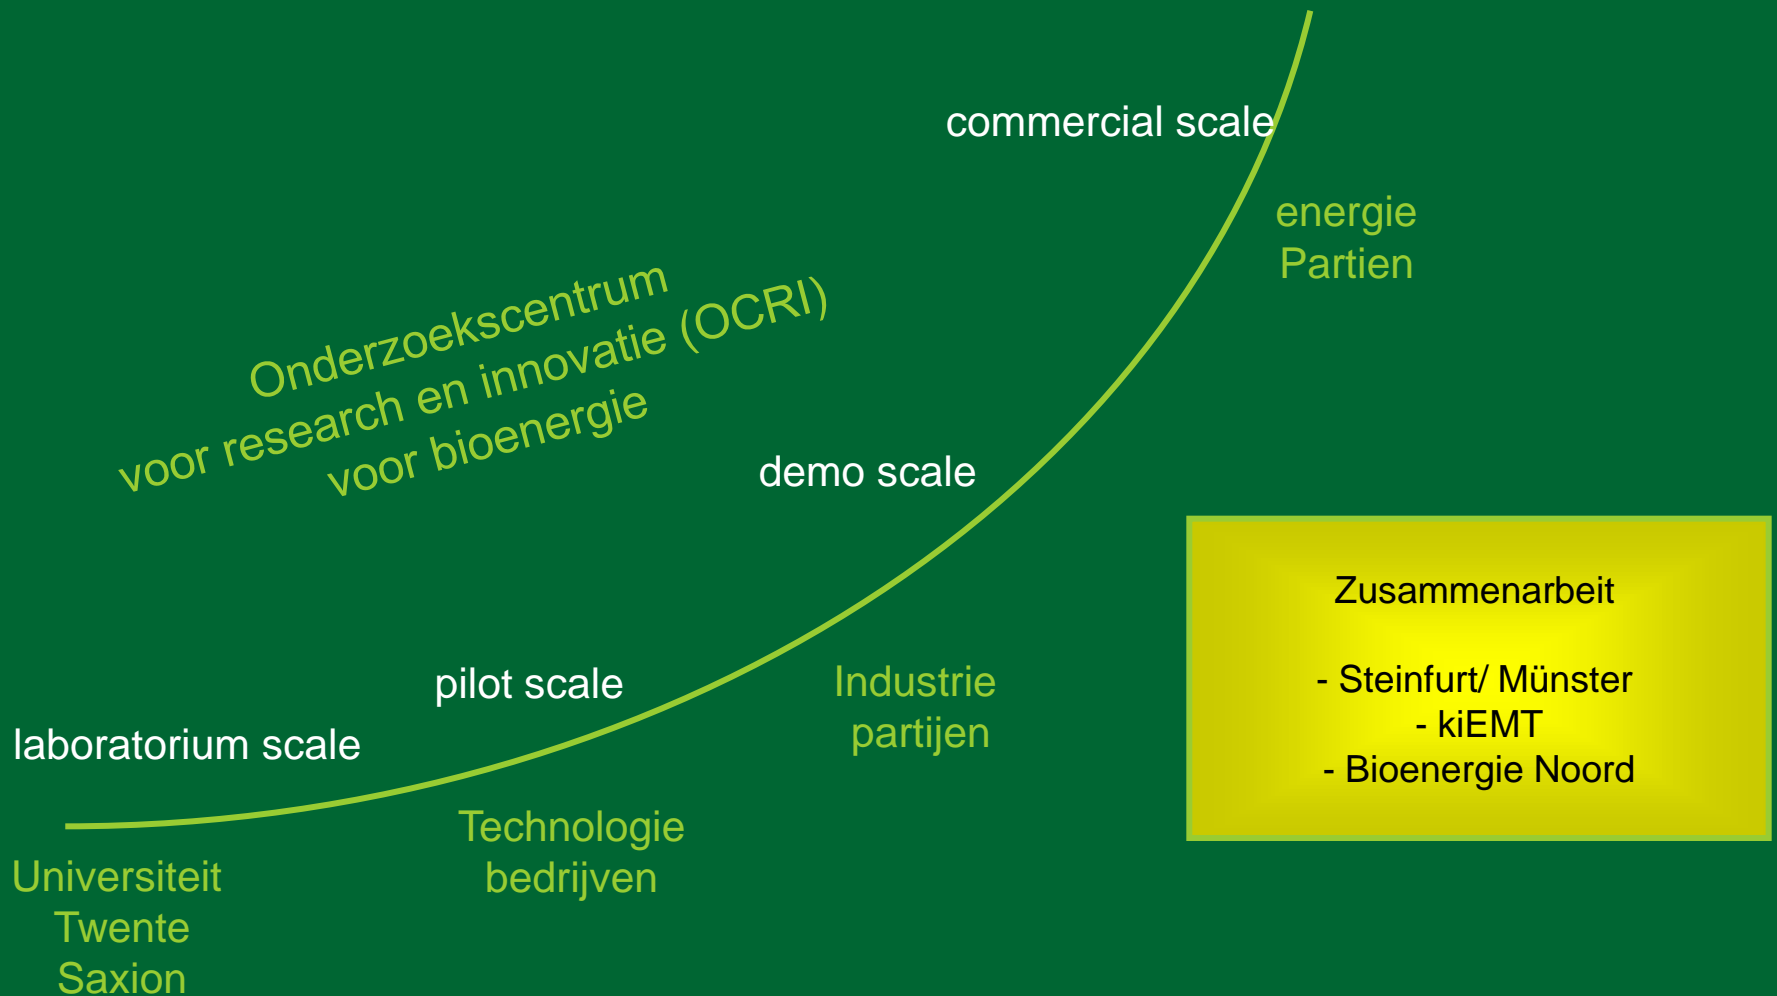 commercial scale
energie
Partien
Onderzoekscentrum
voor research en innovatie (OCRI)
voor bioenergie
demo scale
Zusammenarbeit
- Steinfurt/ Münster
- kiEMT
- Bioenergie Noord
pilot scale
Industrie
partijen
laboratorium scale
Technologie
bedrijven
Universiteit
Twente
Saxion